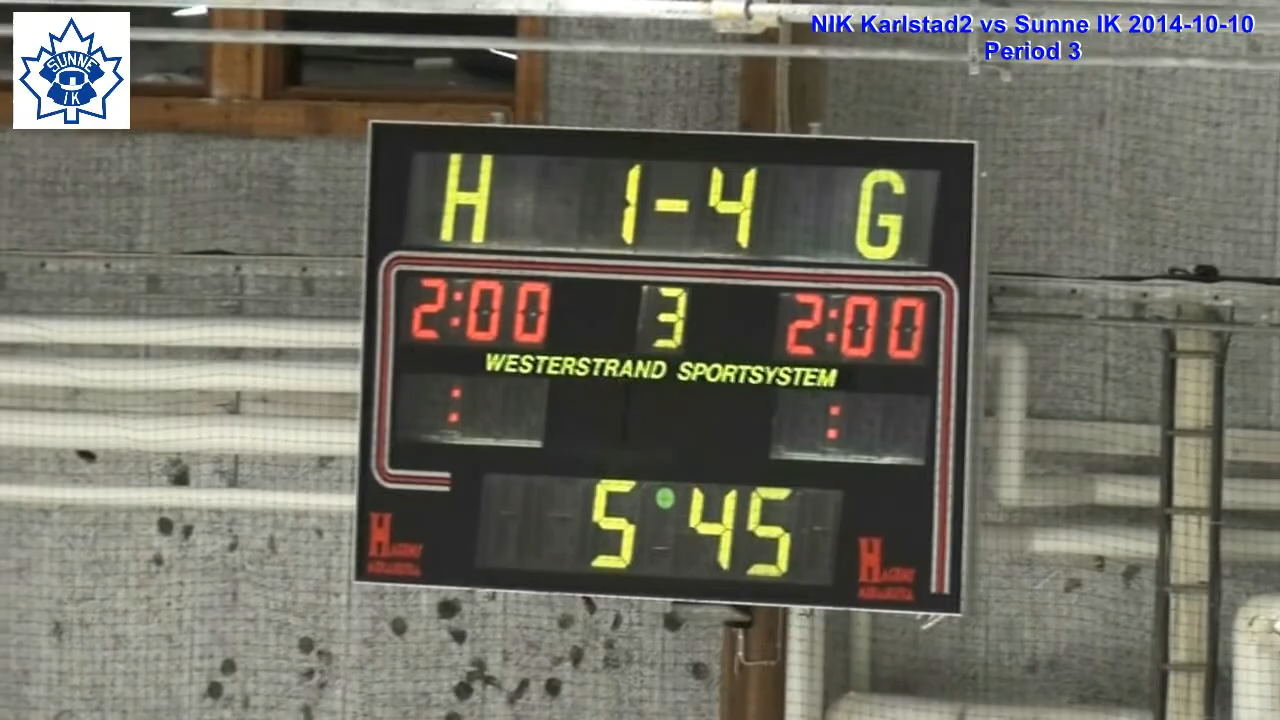 NIK Karlstad2 vs Sunne IK 2014-10-10
Period 3
SUNNE
IK
H 1-4 G
2:00 3 2:00
WESTERSTRAND SPORTSYSTEM
: :
5 45